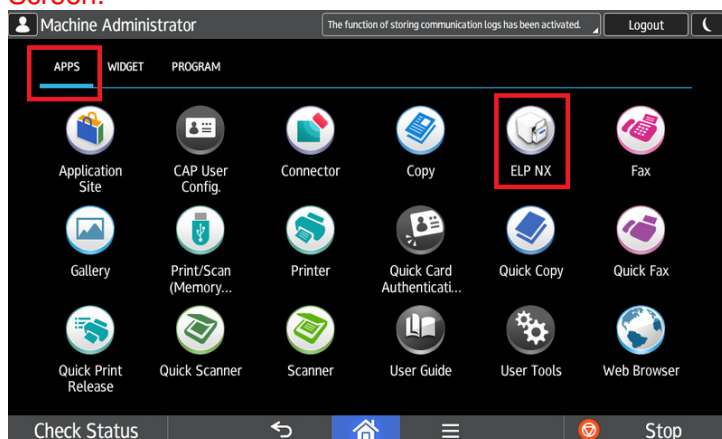 Screen.
Machine Administrator
The function of storing communication logs has been activated.
Logout
APPS WIDGET PROGRAM
Application
Site
CAP User
Config.
Connector
Copy
ELP NX
Fax
Gallery
Print/Scan
(Memory...
Printer
Quick Card
Authenticati...
Quick Copy
Quick Fax
Quick Print
Release
Quick Scanner
Scanner
User Guide
User Tools
Web Browser
Check Status
Stop